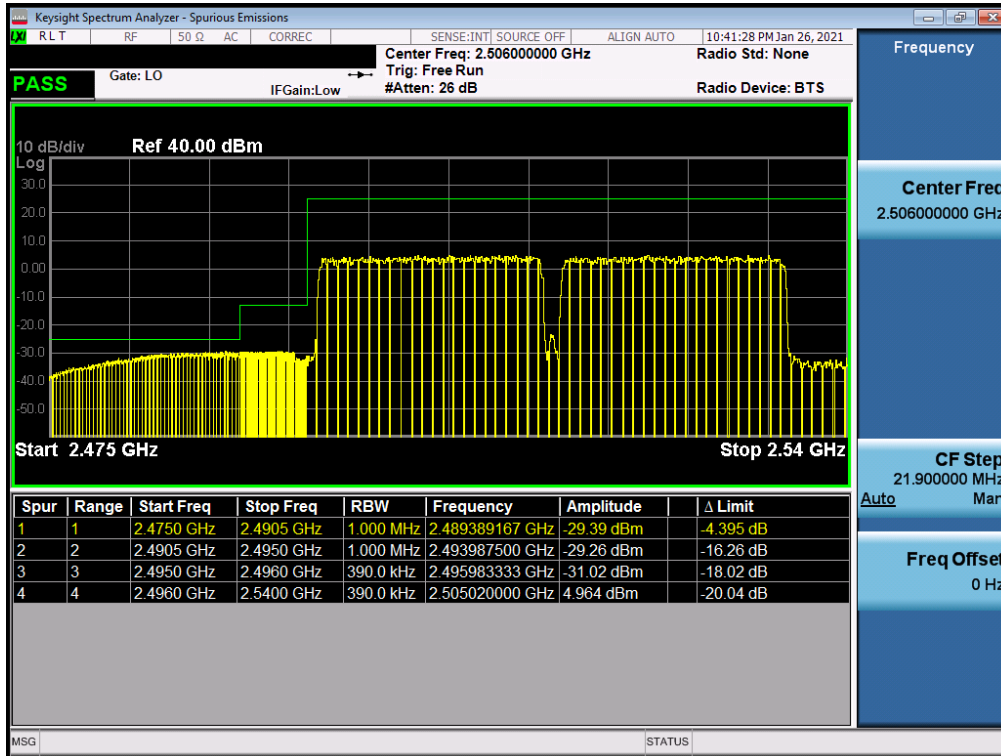 Keysight Spectrum Analyzer - Spurious Emissions
LXI RLT RF 50 Ω AC CORREC SENSE:INT SOURCE OFF ALIGN AUTO 10:41:28 PM Jan 26, 2021
Center Freq: 2.506000000 GHz Radio Std: None
Gate: LO Trig: Free Run
PASS IFGain:Low #Atten: 26 dB Radio Device: BTS
10 dB/div Ref 40.00 dBm
Log
30.0
20.0
10.0
0.00
-10.0
-20.0
-30.0
-40.0
-50.0
Start 2.475 GHz Stop 2.54 GHz
Spur Range Start Freq Stop Freq RBW Frequency Amplitude Δ Limit
1 1 2.4750 GHz 2.4905 GHz 1.000 MHz 2.489389167 GHz -29.39 dBm -4.395 dB
2 2 2.4905 GHz 2.4950 GHz 1.000 MHz 2.493987500 GHz -29.26 dBm -16.26 dB
3 3 2.4950 GHz 2.4960 GHz 390.0 kHz 2.495983333 GHz -31.02 dBm -18.02 dB
4 4 2.4960 GHz 2.5400 GHz 390.0 kHz 2.505020000 GHz 4.964 dBm -20.04 dB
MSG STATUS
Frequency
Center Freq
2.506000000 GHz
CF Step
21.900000 MHz
Auto Man
Freq Offset
0 Hz